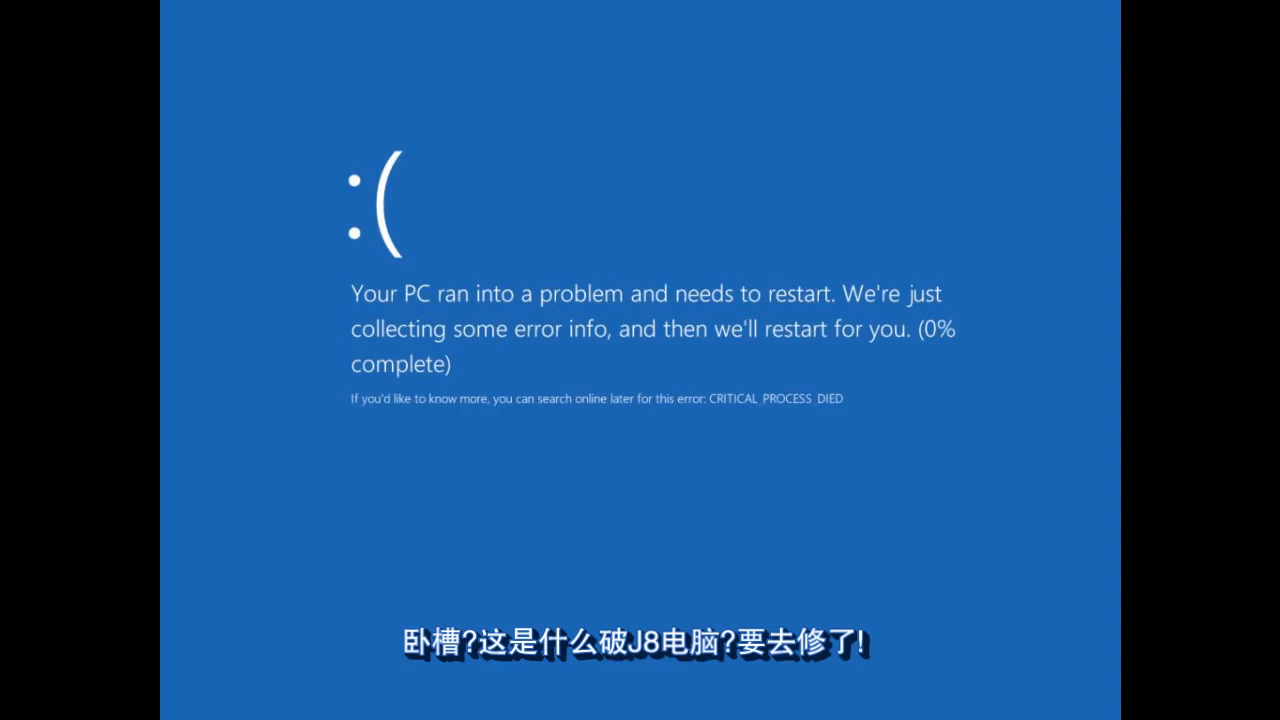 :(
Your PC ran into a problem and needs to restart. We're just
collecting some error info, and then we'll restart for you. (0%
complete)
If you'd like to know more, you can search online later for this error: CRITICAL_PROCESS_DIED
卧槽?这是什么破J8电脑?要去修了!